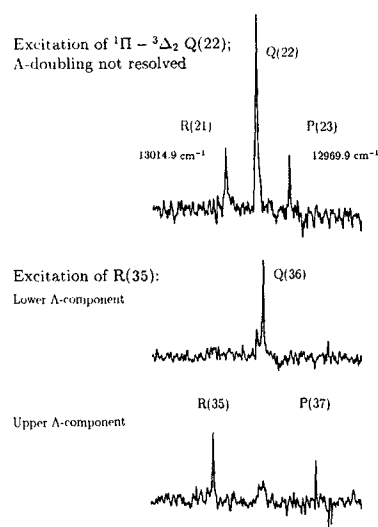 Excitation of ¹Π – ³Δ₂ Q(22);
Λ-doubling not resolved
Q(22)
R(21)
P(23)
13014.9 cm⁻¹
12969.9 cm⁻¹
Excitation of R(35):
Lower Λ-component
Q(36)
R(35)
P(37)
Upper Λ-component